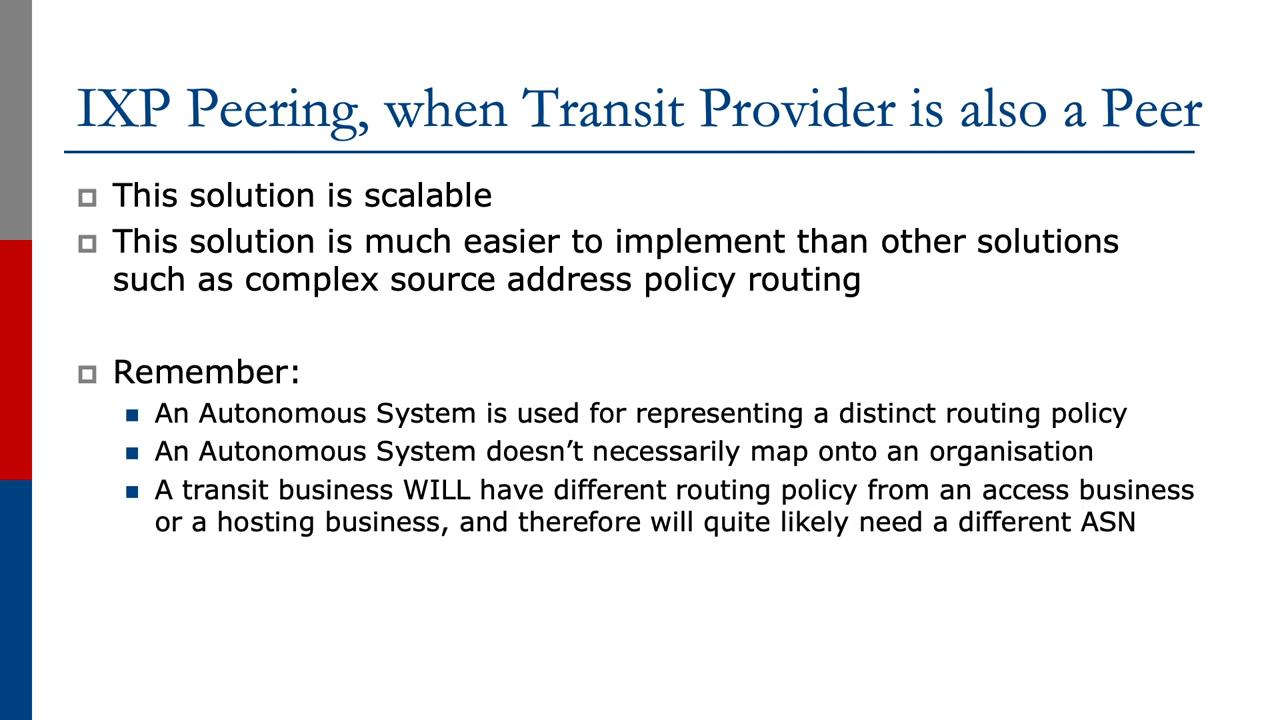 IXP Peering, when Transit Provider is also a Peer
This solution is scalable
This solution is much easier to implement than other solutions
such as complex source address policy routing
Remember:
An Autonomous System is used for representing a distinct routing policy
An Autonomous System doesn’t necessarily map onto an organisation
A transit business WILL have different routing policy from an access business
or a hosting business, and therefore will quite likely need a different ASN